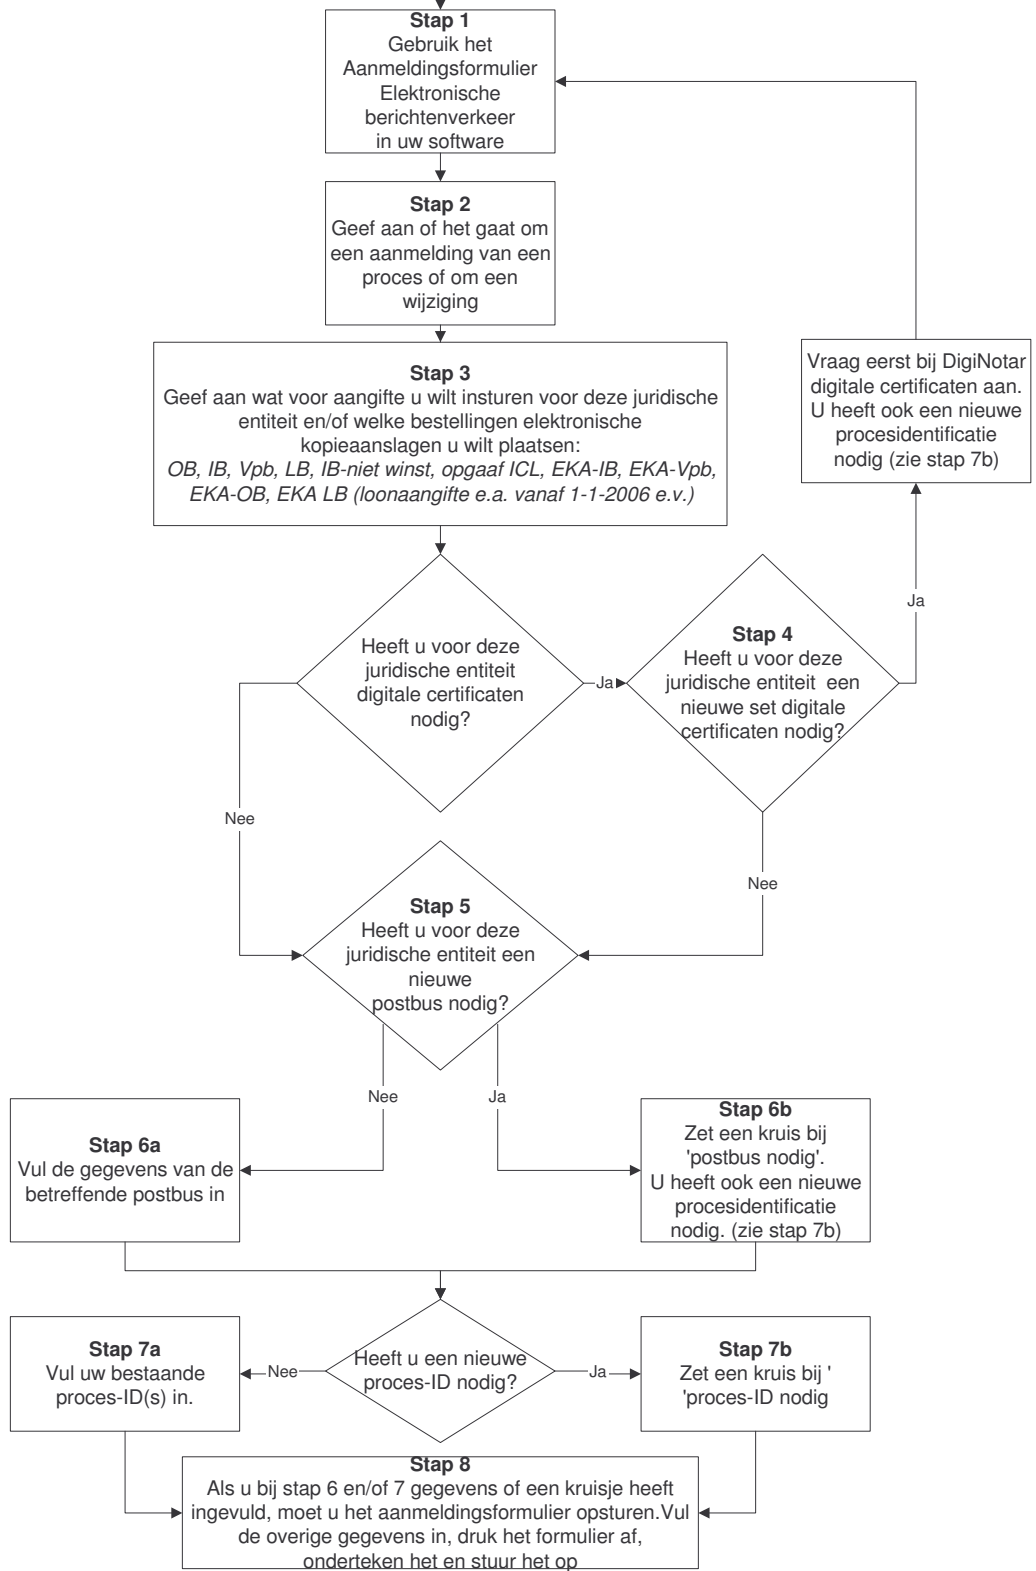 Stap 1
Gebruik het
Aanmeldingsformulier
Elektronische
berichtenverkeer
in uw software
Stap 2
Geef aan of het gaat om
een aanmelding van een
proces of om een
wijziging
Stap 3
Geef aan wat voor aangifte u wilt insturen voor deze juridische
entiteit en/of welke bestellingen elektronische
kopieaanslagen u wilt plaatsen:
OB, IB, Vpb, LB, IB-niet winst, opgaaf ICL, EKA-IB, EKA-Vpb,
EKA-OB, EKA LB (loonaangifte e.a. vanaf 1-1-2006 e.v.)
Vraag eerst bij DigiNotar
digitale certificaten aan.
U heeft ook een nieuwe
procesidentificatie
nodig (zie stap 7b)
Heeft u voor deze
juridische entiteit
digitale certificaten
nodig?
Ja
Stap 4
Heeft u voor deze
juridische entiteit een
nieuwe set digitale
certificaten nodig?
Ja
Nee
Nee
Stap 5
Heeft u voor deze
juridische entiteit een
nieuwe
postbus nodig?
Nee
Ja
Stap 6a
Vul de gegevens van de
betreffende postbus in
Stap 6b
Zet een kruis bij
'postbus nodig'.
U heeft ook een nieuwe
procesidentificatie
nodig. (zie stap 7b)
Stap 7a
Vul uw bestaande
proces-ID(s) in.
Nee
Heeft u een nieuwe
proces-ID nodig?
Ja
Stap 7b
Zet een kruis bij '
'proces-ID nodig
Stap 8
Als u bij stap 6 en/of 7 gegevens of een kruisje heeft
ingevuld, moet u het aanmeldingsformulier opsturen.Vul
de overige gegevens in, druk het formulier af,
onderteken het en stuur het op